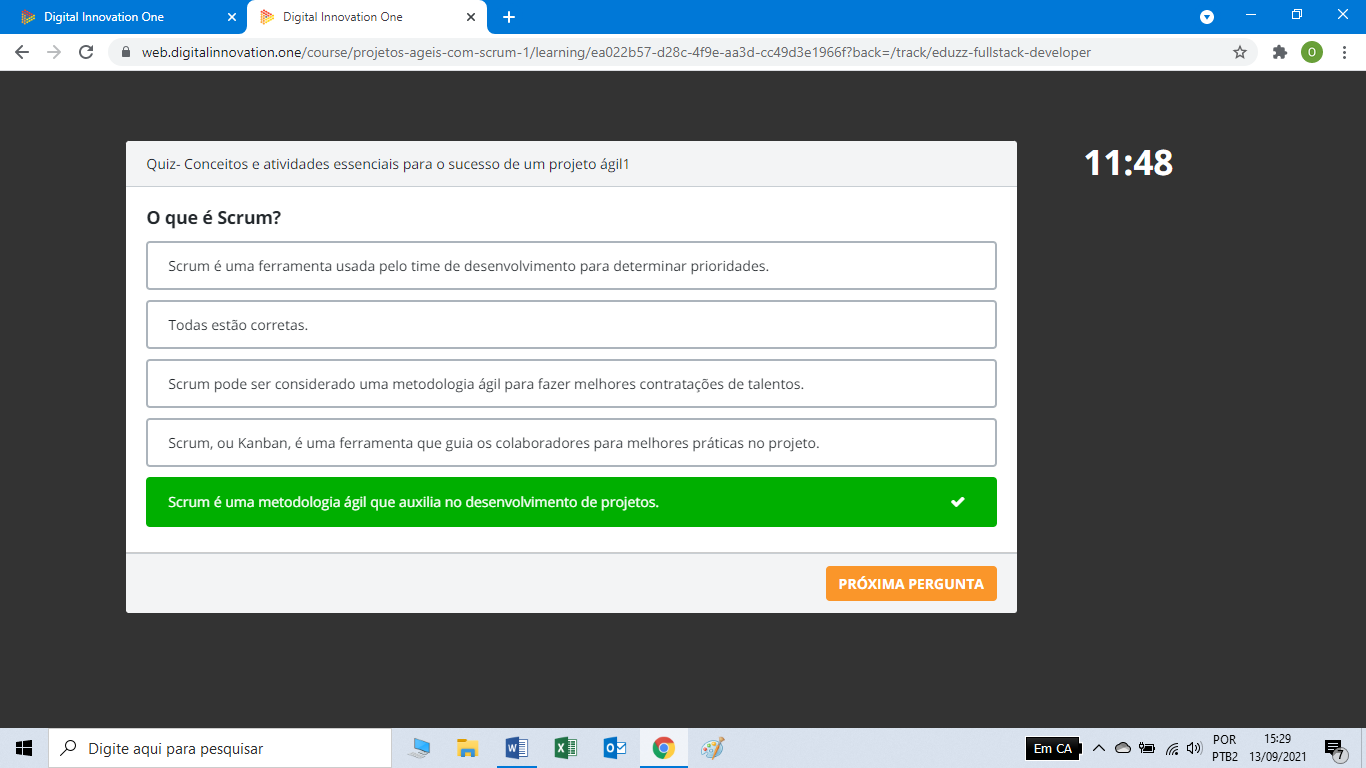 Digital Innovation One
Digital Innovation One
web.digitalinnovation.one/course/projetos-ageis-com-scrum-1/learning/ea022b57-d28c-4f9e-aa3d-cc49d3e1966f?back=/track/eduzz-fullstack-developer
O
Quiz- Conceitos e atividades essenciais para o sucesso de um projeto ágil1
11:48
O que é Scrum?
Scrum é uma ferramenta usada pelo time de desenvolvimento para determinar prioridades.
Todas estão corretas.
Scrum pode ser considerado uma metodologia ágil para fazer melhores contratações de talentos.
Scrum, ou Kanban, é uma ferramenta que guia os colaboradores para melhores práticas no projeto.
Scrum é uma metodologia ágil que auxilia no desenvolvimento de projetos.
PRÓXIMA PERGUNTA
Digite aqui para pesquisar
Em CA
POR
PTB2
15:29
13/09/2021
7